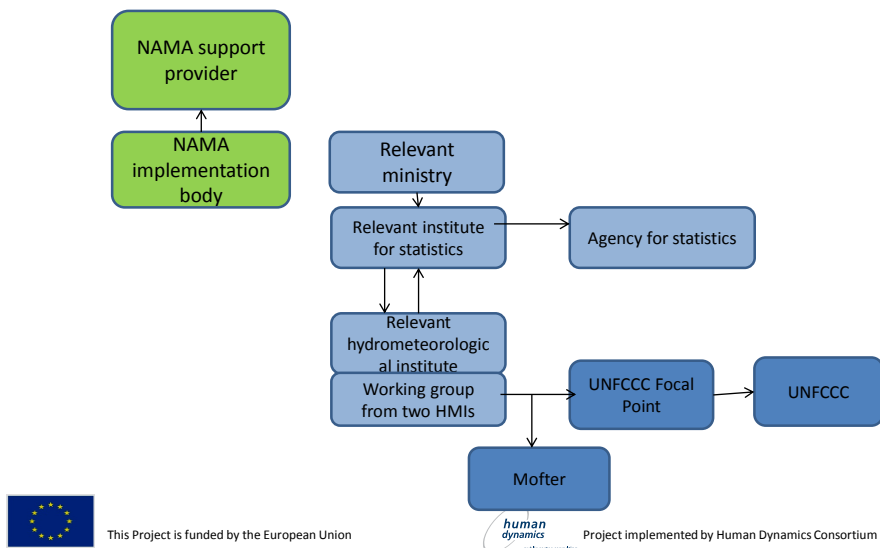 NAMA support
provider
NAMA
implementation
body
Relevant
ministry
Relevant institute
for statistics
Agency for statistics
Relevant
hydrometeorologic
al institute
Working group
from two HMIs
UNFCCC Focal
Point
UNFCCC
Mofter
This Project is funded by the European Union
human
dynamics
Project implemented by Human Dynamics Consortium